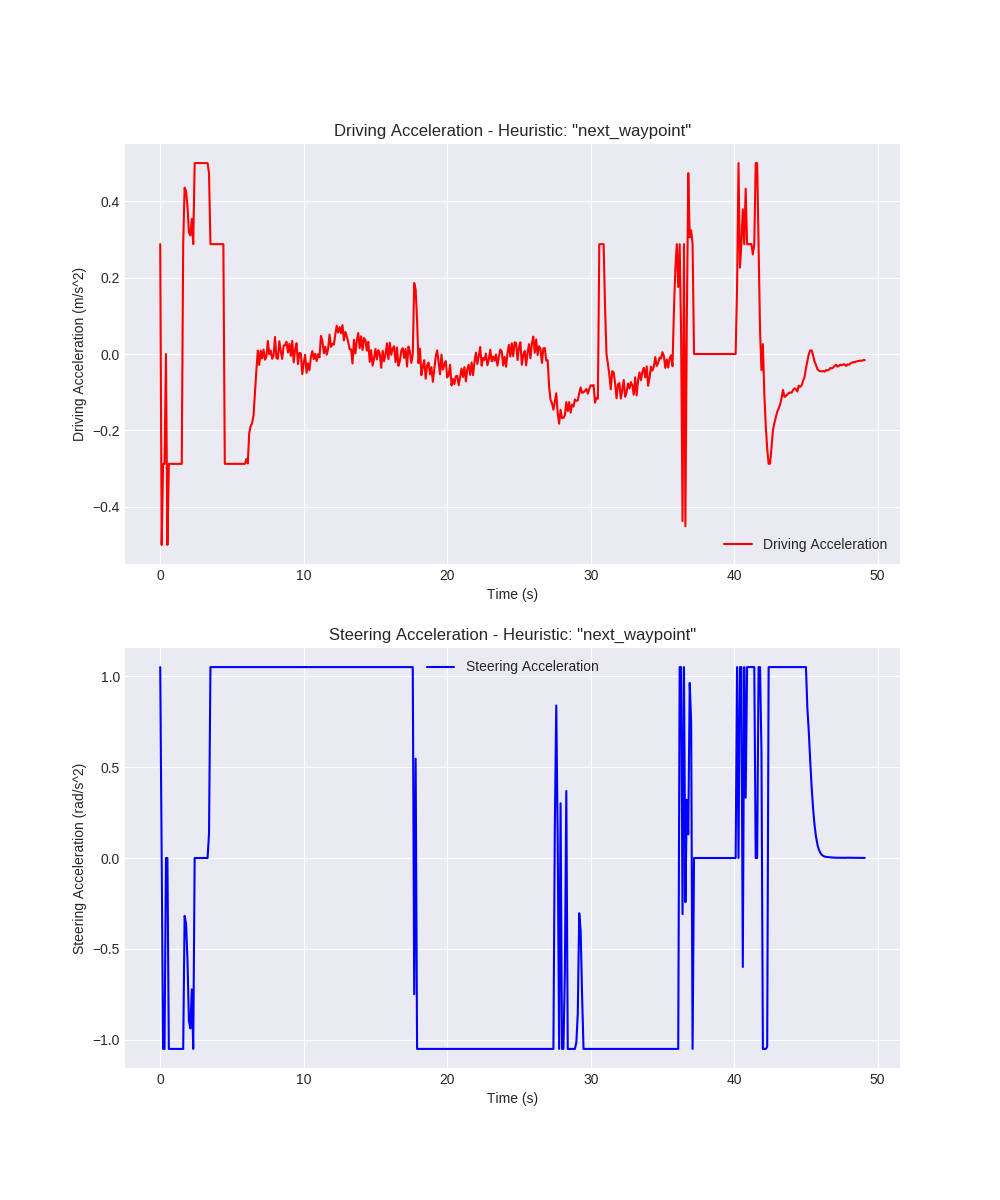 Driving Acceleration - Heuristic: "next_waypoint"
Driving Acceleration (m/s^2)
0.4
0.2
0.0
−0.2
−0.4
Driving Acceleration
0 10 20 30 40 50
Time (s)
Steering Acceleration - Heuristic: "next_waypoint"
Steering Acceleration (rad/s^2)
Steering Acceleration
1.0
0.5
0.0
−0.5
−1.0
0 10 20 30 40 50
Time (s)